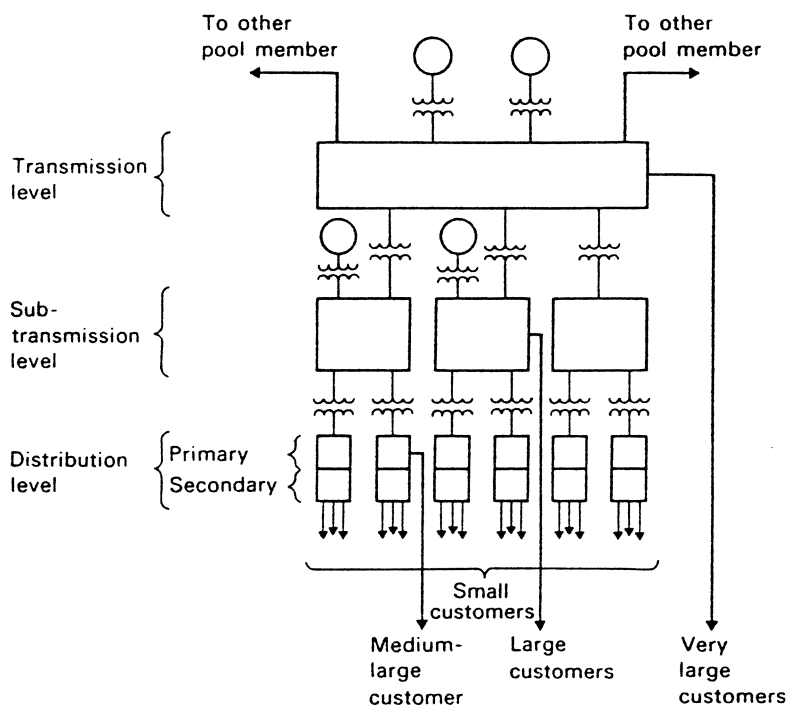 To other
pool member
To other
pool member
Transmission
level
Sub-
transmission
level
Distribution
level
Primary
Secondary
Small
customers
Medium-
large
customer
Large
customers
Very
large
customers